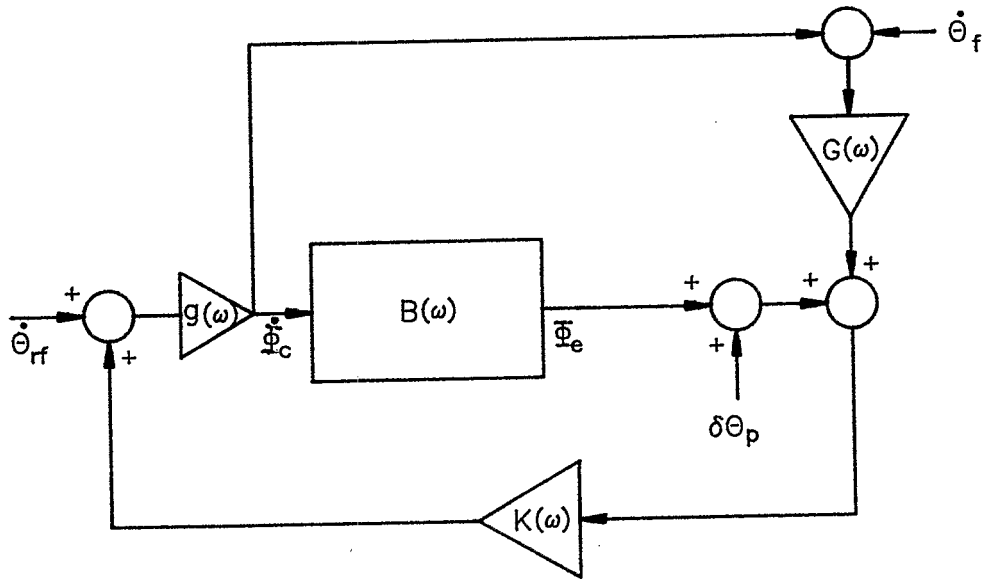 Θ̇f
G(ω)
+
+
+
+
g(ω)
B(ω)
Θ̇rf
Φ̇c
Φe
+
+
δΘp
K(ω)